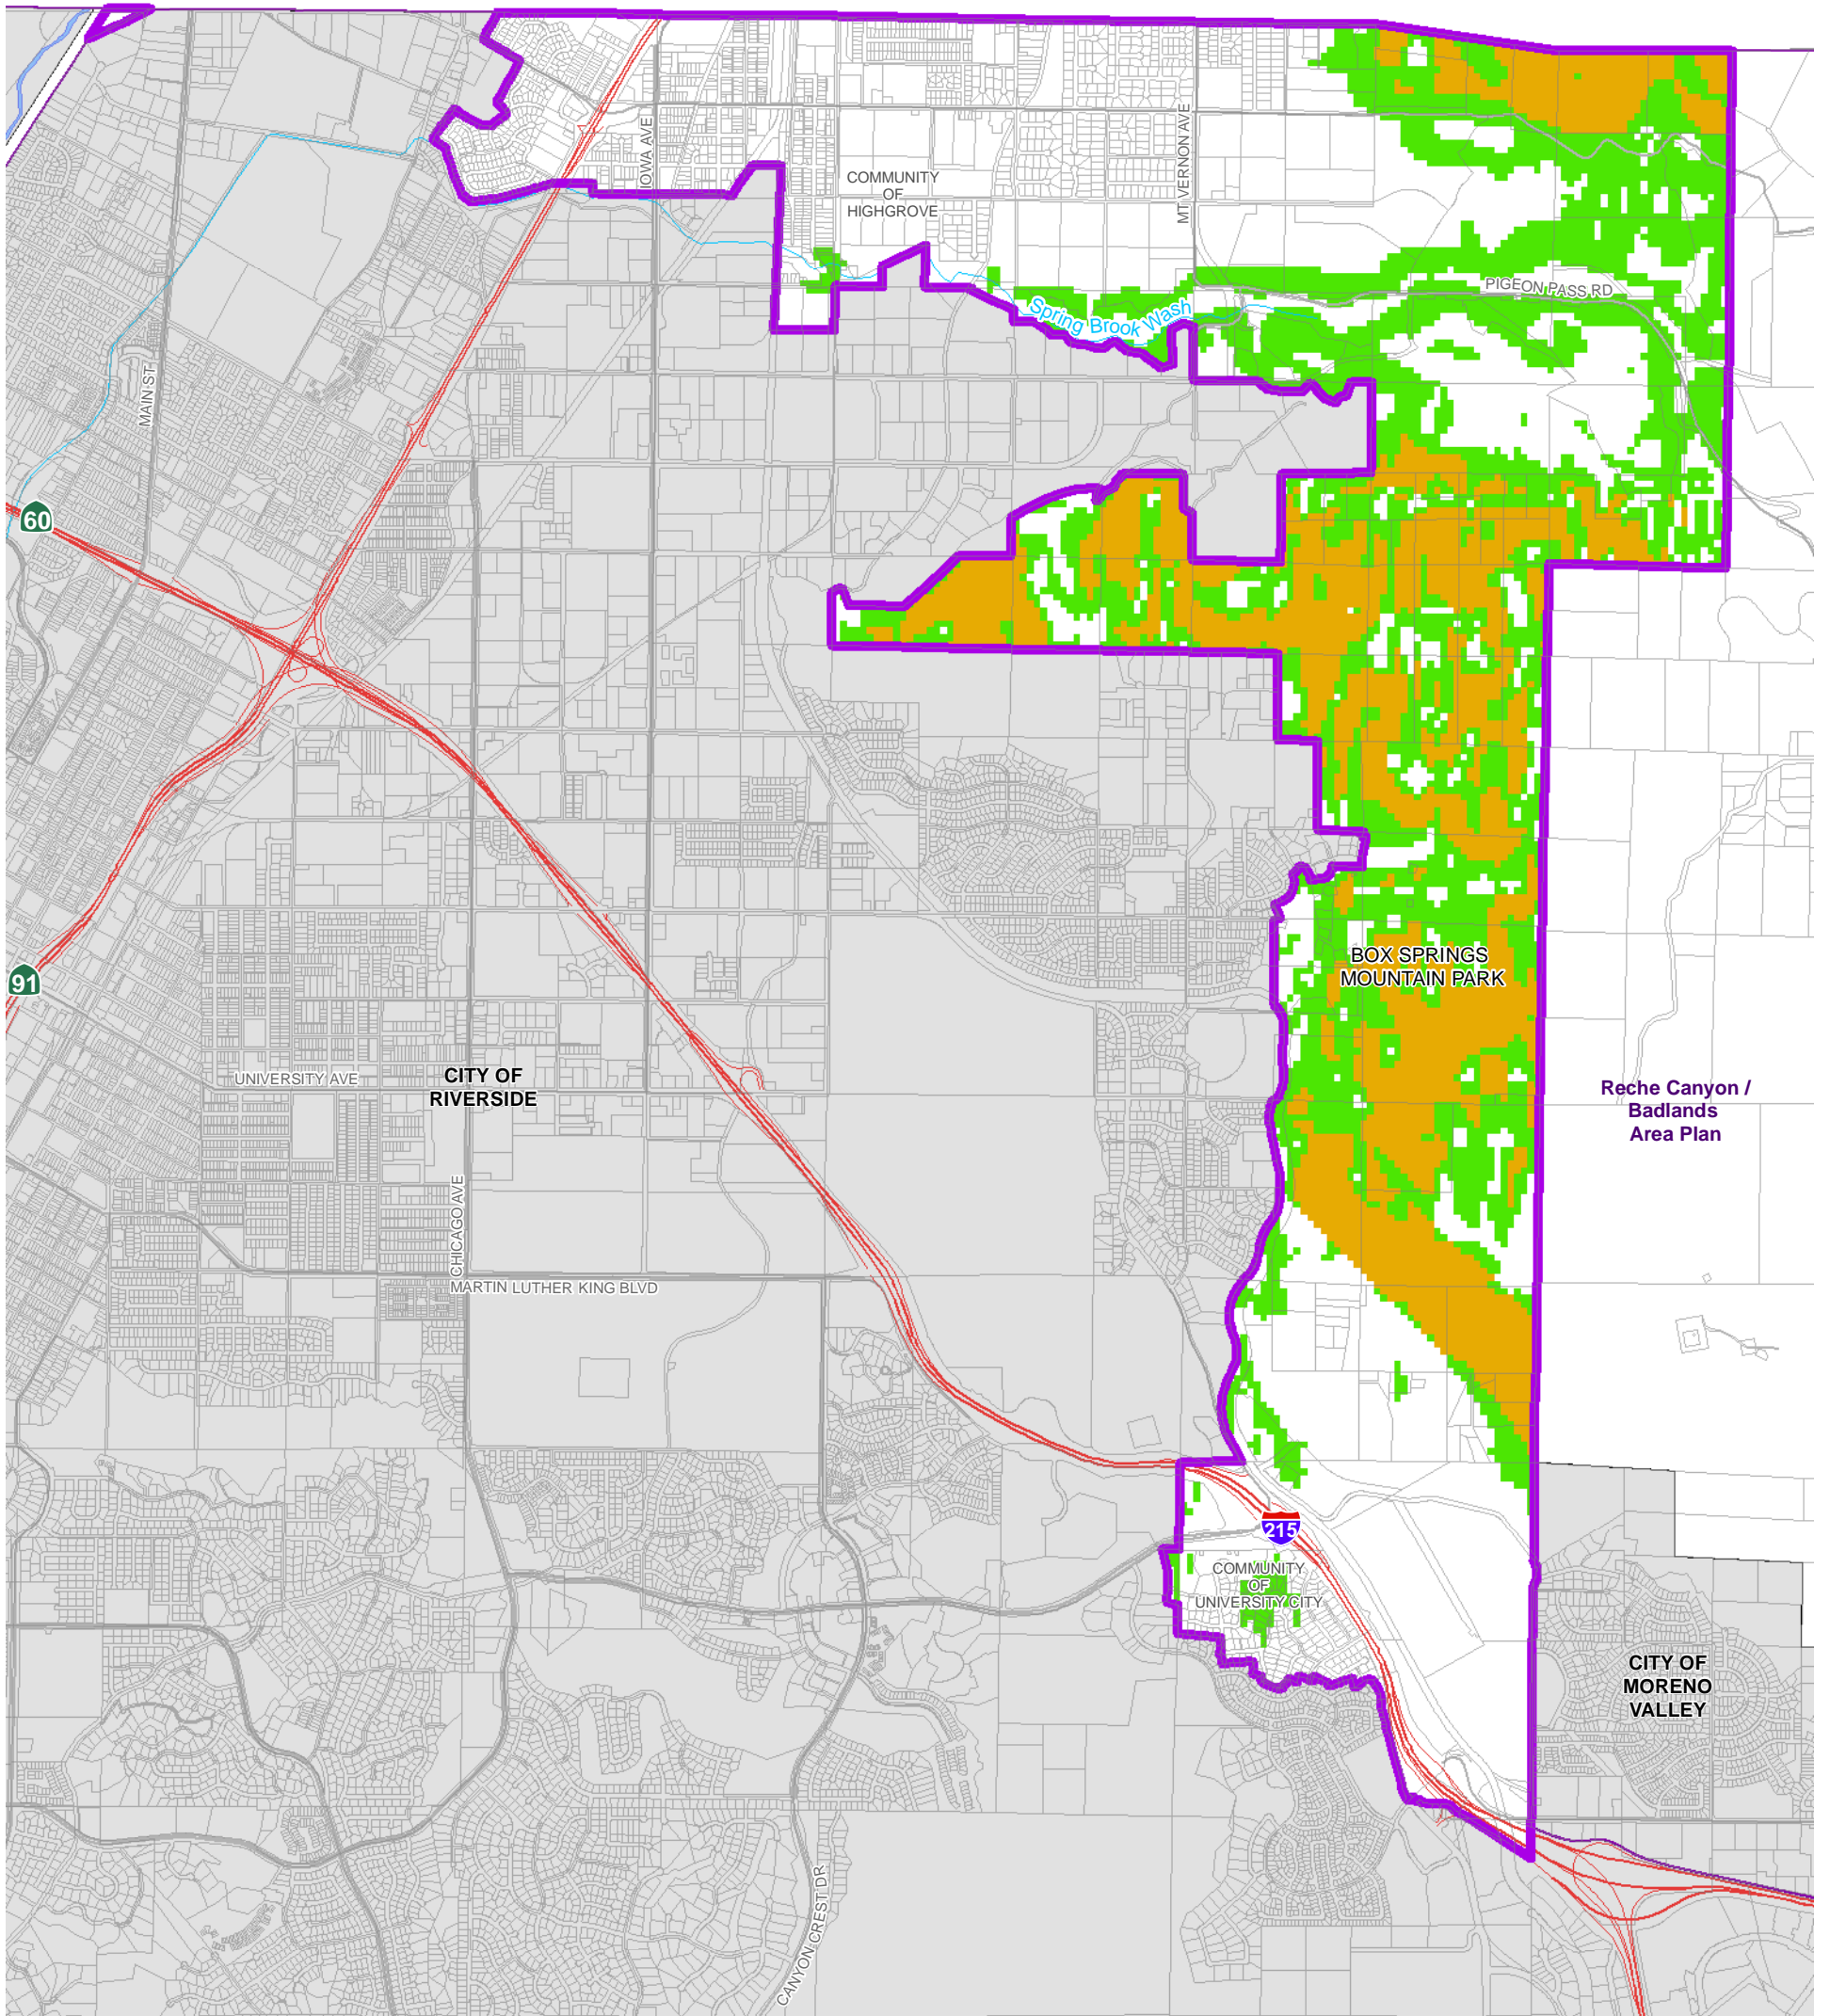 IOWA AVE
MT VERNON AVE
COMMUNITY
OF
HIGHGROVE
PIGEON PASS RD
Spring Brook Wash
MAIN ST
60
91
BOX SPRINGS
MOUNTAIN PARK
UNIVERSITY AVE
CITY OF
RIVERSIDE
Reche Canyon /
Badlands
Area Plan
CHICAGO AVE
MARTIN LUTHER KING BLVD
215
COMMUNITY
OF
UNIVERSITY CITY
CITY OF
MORENO
VALLEY
CANYON CREST DR